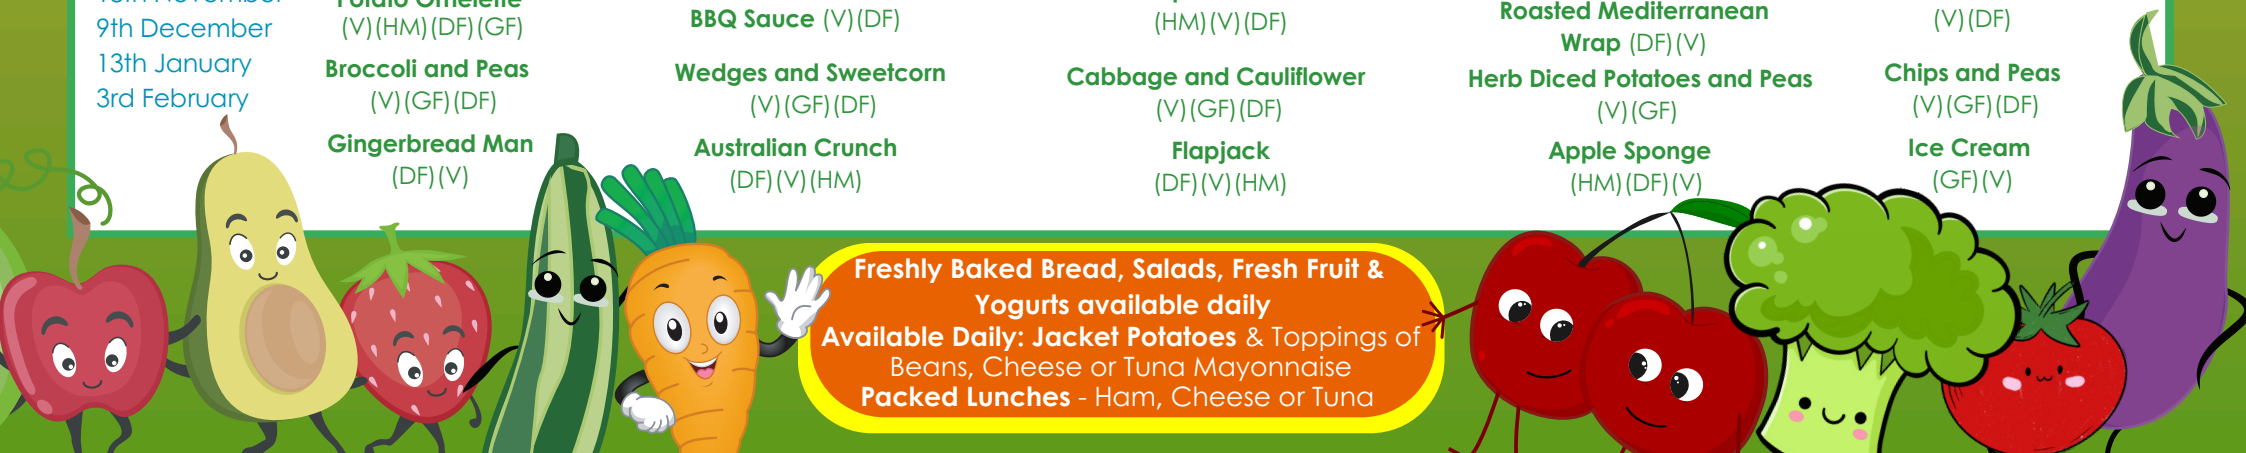 9th December
13th January
3rd February
(V)(HM)(DF)(GF)
Broccoli and Peas
(V)(GF)(DF)
Gingerbread Man
(DF)(V)
BBQ Sauce (V)(DF)
Wedges and Sweetcorn
(V)(GF)(DF)
Australian Crunch
(DF)(V)(HM)
(HM)(V)(DF)
Cabbage and Cauliflower
(V)(GF)(DF)
Flapjack
(DF)(V)(HM)
Roasted Mediterranean
Wrap (DF)(V)
Herb Diced Potatoes and Peas
(V)(GF)
Apple Sponge
(HM)(DF)(V)
(V)(DF)
Chips and Peas
(V)(GF)(DF)
Ice Cream
(GF)(V)
Freshly Baked Bread, Salads, Fresh Fruit &
Yogurts available daily
Available Daily: Jacket Potatoes & Toppings of
Beans, Cheese or Tuna Mayonnaise
Packed Lunches - Ham, Cheese or Tuna